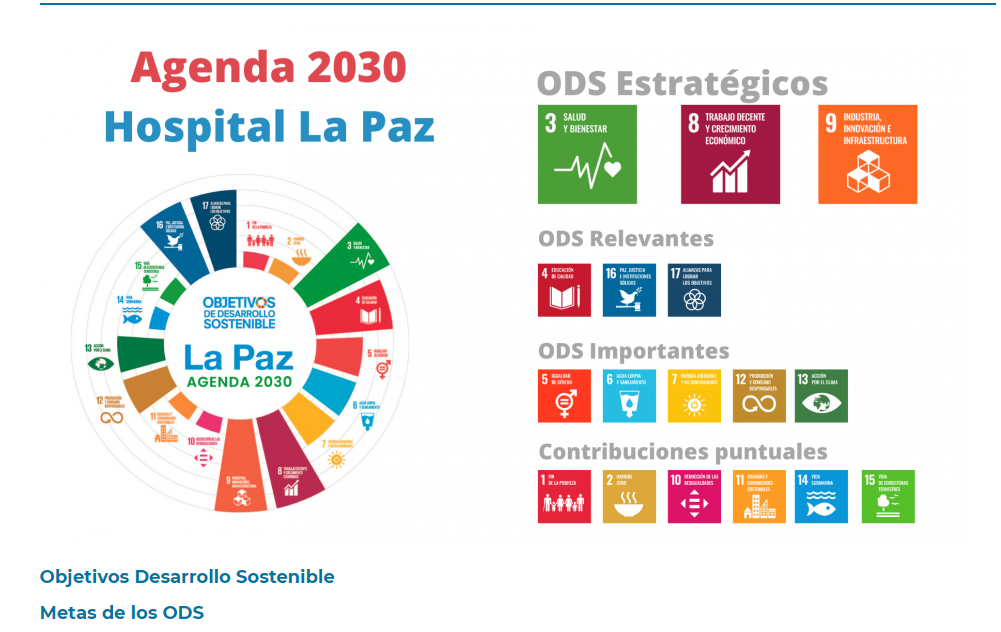 Agenda 2030
Hospital La Paz
17 ALIANZAS PARA
LOGRAR
LOS OBJETIVOS
16 PAZ, JUSTICIA
E INSTITUCIONES
SÓLIDAS
1 FIN
DE LA POBREZA
2 HAMBRE
CERO
3 SALUD
Y BIENESTAR
15 VIDA
DE ECOSISTEMAS
TERRESTRES
4 EDUCACIÓN
DE CALIDAD
14 VIDA
SUBMARINA
OBJETIVOS
DE DESARROLLO
SOSTENIBLE
La Paz
AGENDA 2030
13 ACCIÓN
POR EL CLIMA
5 IGUALDAD
DE GÉNERO
12 PRODUCCIÓN
Y CONSUMO
RESPONSABLES
6 AGUA LIMPIA
Y SANEAMIENTO
11 CIUDADES Y
COMUNIDADES
SOSTENIBLES
10 REDUCCIÓN DE LAS
DESIGUALDADES
7
9 INDUSTRIA,
INNOVACIÓN E
INFRAESTRUCTURA
8 TRABAJO DECENTE
Y CRECIMIENTO
ECONÓMICO
ODS Estratégicos
3 SALUD
Y BIENESTAR
8 TRABAJO DECENTE
Y CRECIMIENTO
ECONÓMICO
9 INDUSTRIA,
INNOVACIÓN E
INFRAESTRUCTURA
ODS Relevantes
4 EDUCACIÓN
DE CALIDAD
16 PAZ, JUSTICIA
E INSTITUCIONES
SÓLICAS
17 ALIANZAS PARA
LOGRAR
LOS OBJETIVOS
ODS Importantes
5 IGUALDAD
DE GÉNERO
6 AGUA LIMPIA
Y SANEAMIENTO
7 ENERGÍA ASEQUIBLE
Y NO CONTAMINANTE
12 PRODUCCIÓN
Y CONSUMO
RESPONSABLES
13 ACCIÓN
POR EL CLIMA
Contribuciones puntuales
1 FIN
DE LA POBREZA
2 HAMBRE
CERO
10 REDUCCIÓN DE LAS
DESIGUALDADES
11 CIUDADES Y
COMUNIDADES
SOSTENIBLES
14 VIDA
SUBMARINA
15 VIDA
DE ECOSISTEMAS
TERRESTRES
Objetivos Desarrollo Sostenible
Metas de los ODS